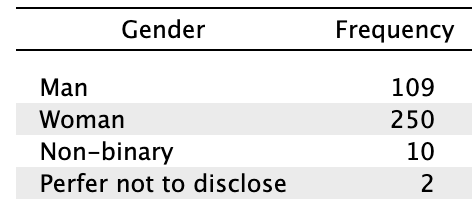 Gender Frequency
Man 109
Woman 250
Non-binary 10
Perfer not to disclose 2